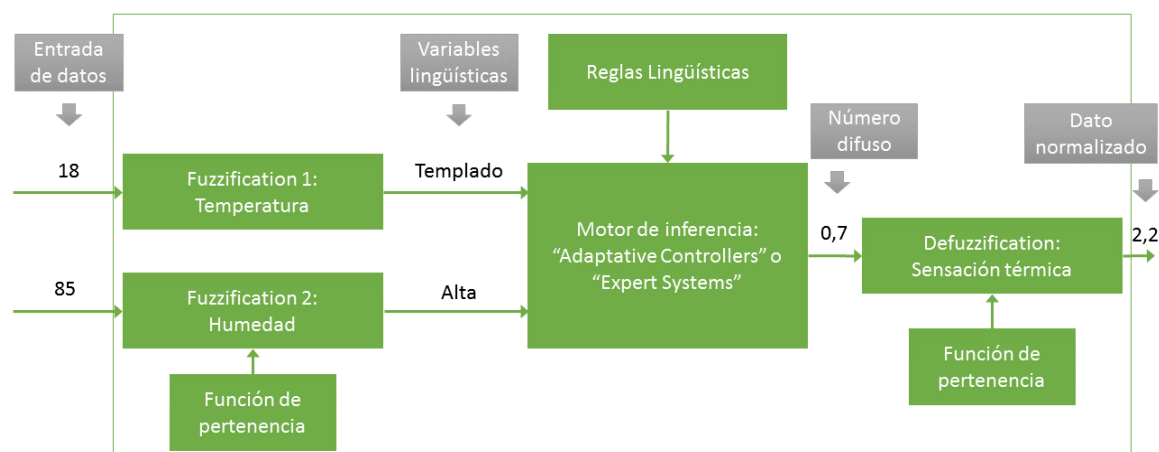 Entrada
de datos
Variables
lingüísticas
Reglas Lingüísticas
Número
difuso
Dato
normalizado
18
Fuzzification 1:
Temperatura
Templado
Motor de inferencia:
“Adaptative Controllers” o
“Expert Systems”
0,7
Defuzzification:
Sensación térmica
2,2
85
Fuzzification 2:
Humedad
Alta
Función de
pertenencia
Función de
pertenencia